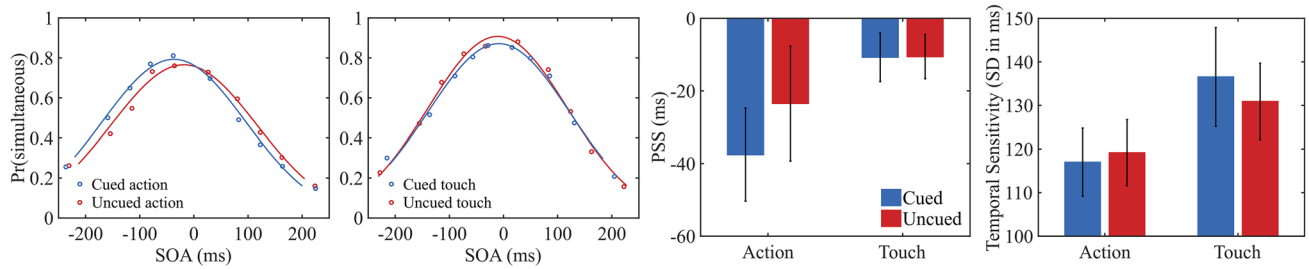 1
0.8
0.6
0.4
0.2
0
Pr(simultaneous)
Cued action
Uncued action
-200 -100 0 100 200
SOA (ms)
1
0.8
0.6
0.4
0.2
0
Cued touch
Uncued touch
-200 -100 0 100 200
SOA (ms)
0
-20
-40
-60
PSS (ms)
Cued
Uncued
Action Touch
150
140
130
120
110
100
Temporal Sensitivity (SD in ms)
Action Touch